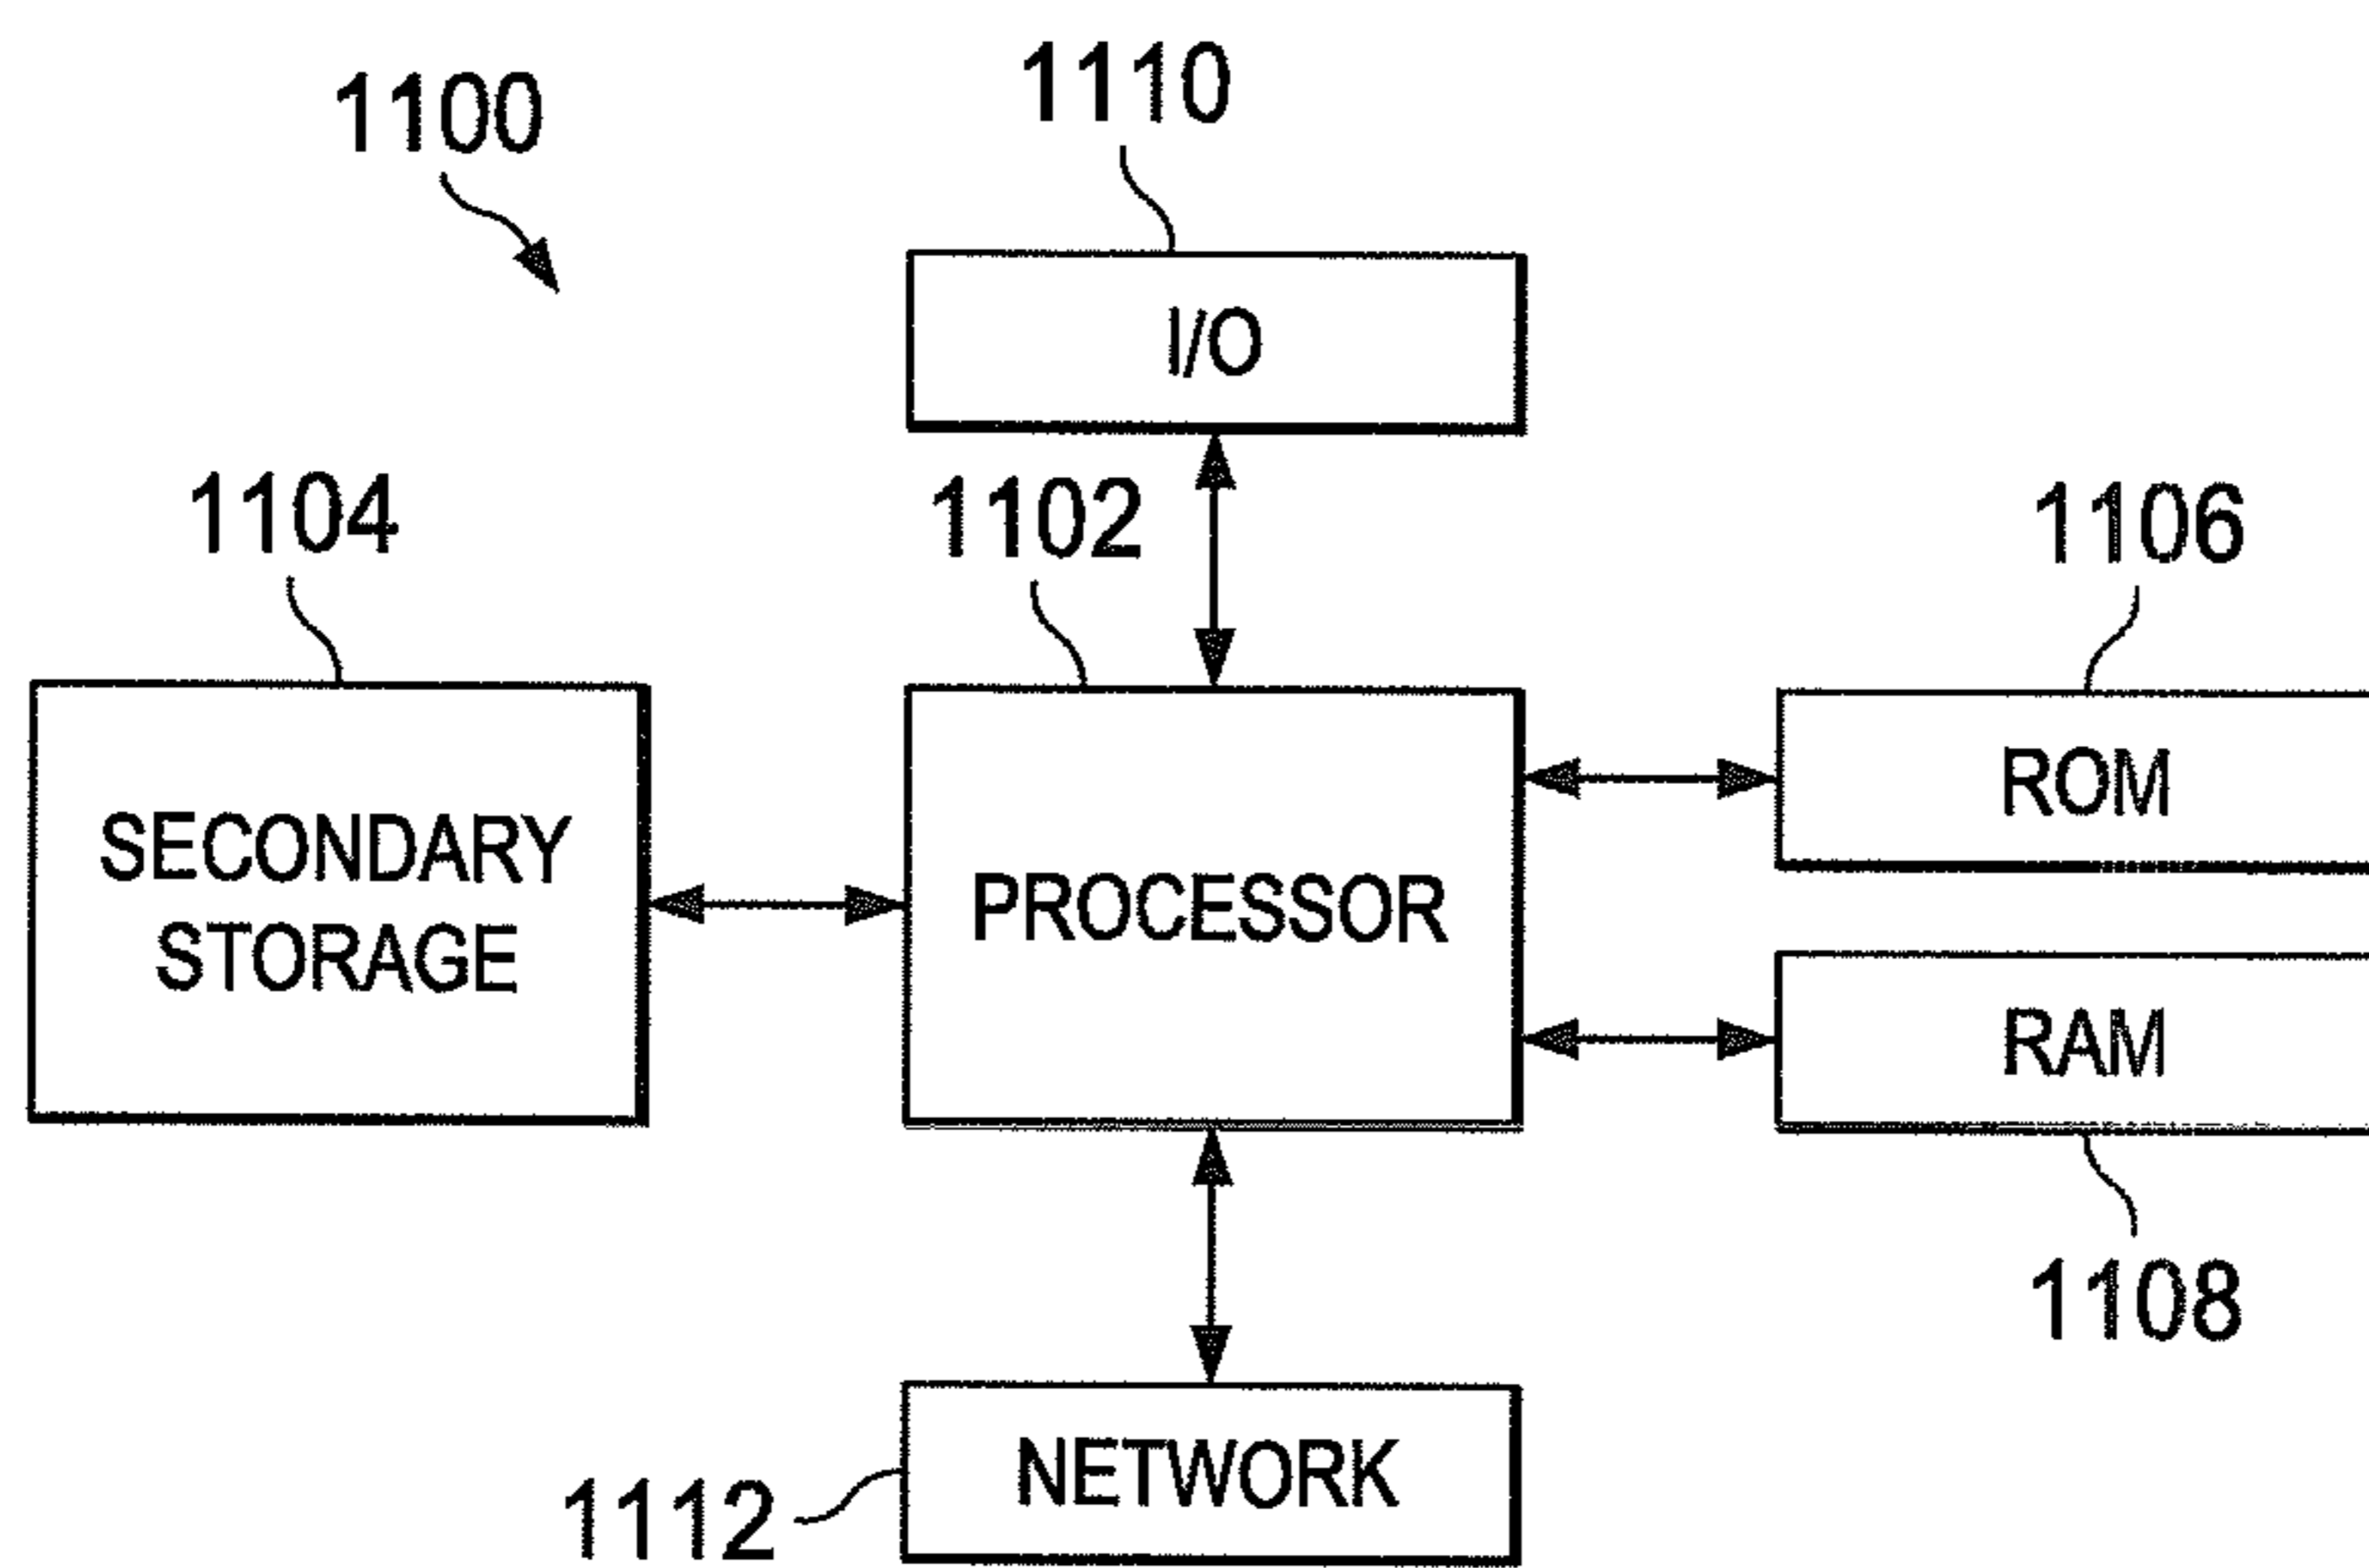 1100
1110
I/O
1104
1102
1106
SECONDARY
STORAGE
PROCESSOR
ROM
RAM
1108
NETWORK
1112